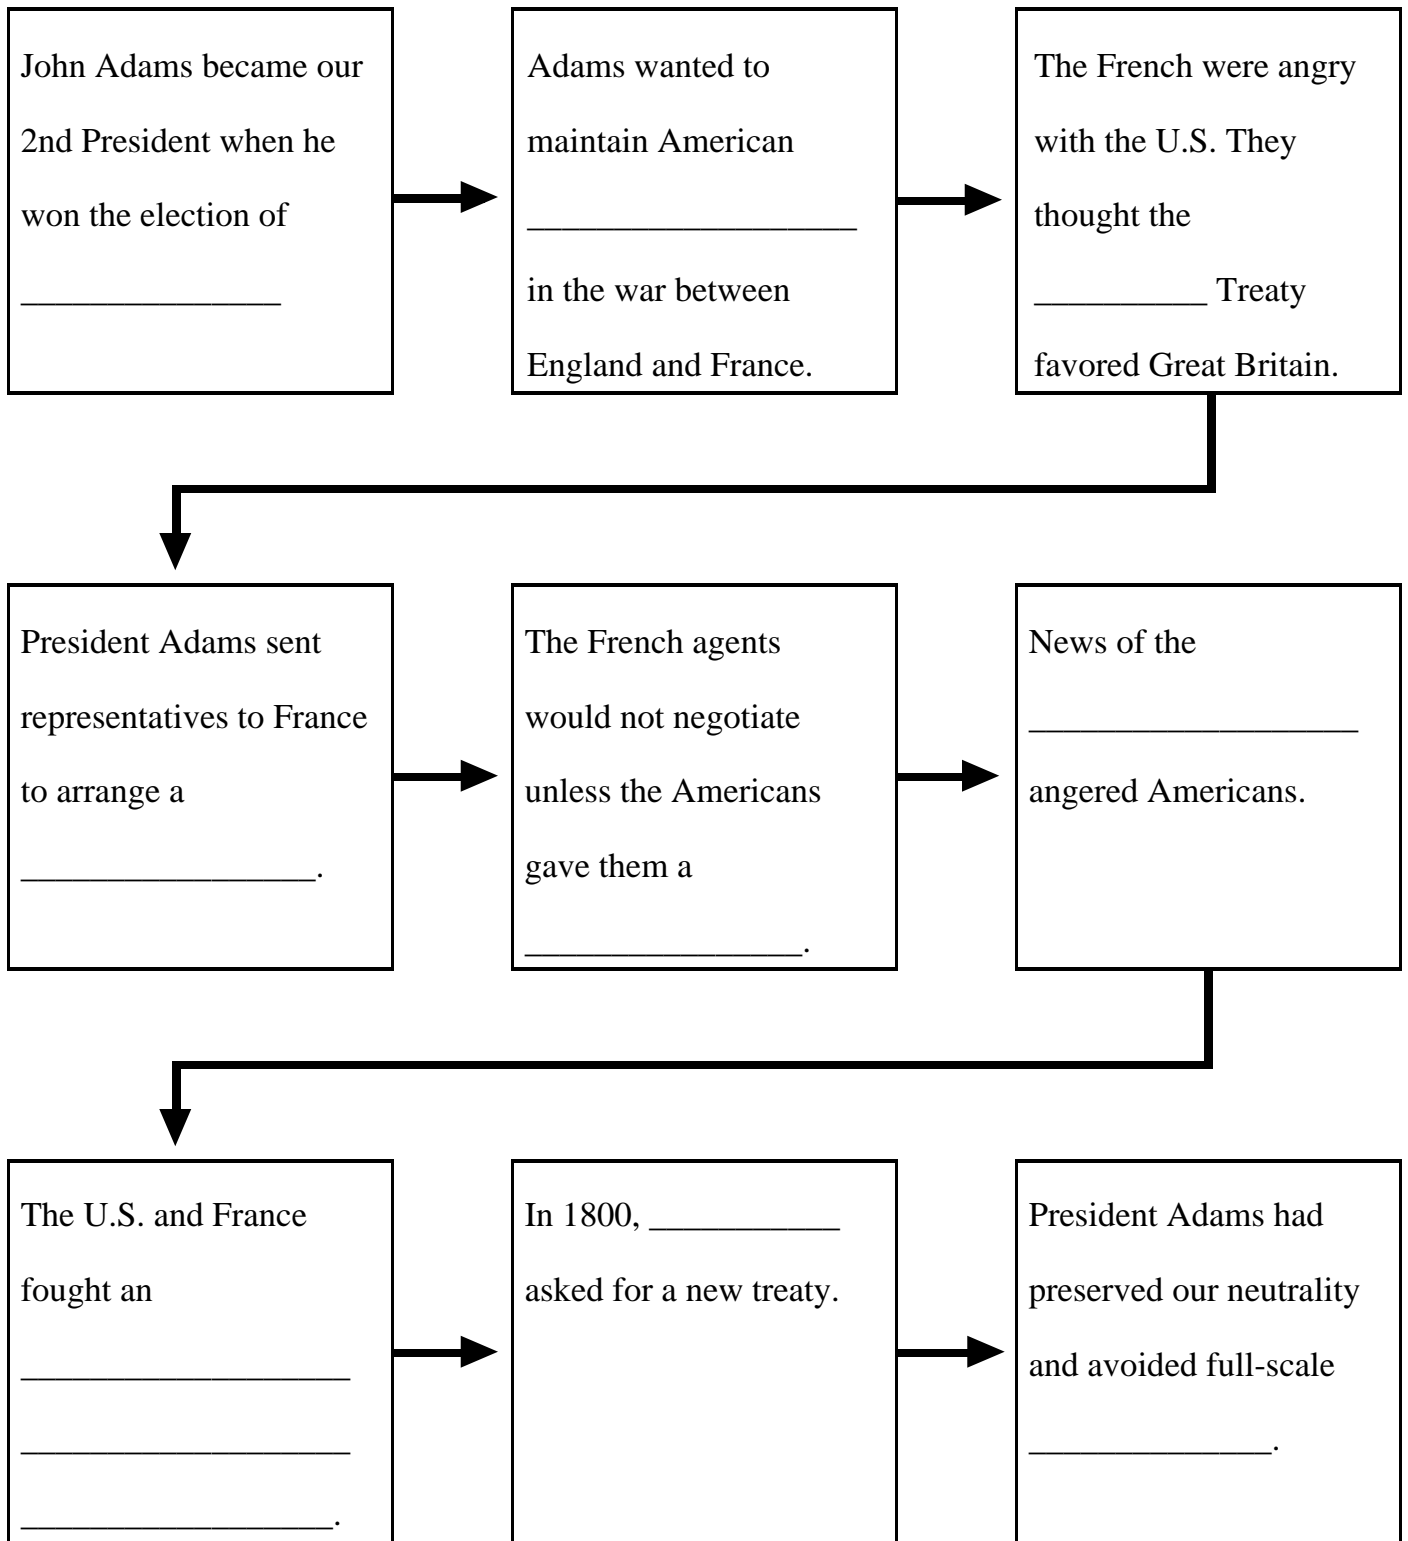 John Adams became our
2nd President when he
won the election of
_______________
Adams wanted to
maintain American
___________________
in the war between
England and France.
The French were angry
with the U.S. They
thought the
__________ Treaty
favored Great Britain.
President Adams sent
representatives to France
to arrange a
_________________.
The French agents
would not negotiate
unless the Americans
gave them a
________________.
News of the
___________________
angered Americans.
The U.S. and France
fought an
___________________
___________________
__________________.
In 1800, ___________
asked for a new treaty.
President Adams had
preserved our neutrality
and avoided full-scale
______________.